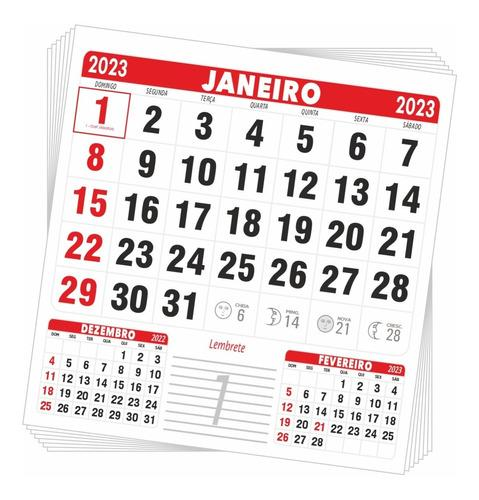 2023 JANEIRO 2023
DOMINGO SEGUNDA TERÇA QUARTA QUINTA SEXTA SÁBADO
1 2 3 4 5 6 7
8 9 10 11 12 13 14
15 16 17 18 19 20 21
22 23 24 25 26 27 28
29 30 31 CHEIA 6 MING. 14 NOVA 21 CRESC. 28
DEZEMBRO 2022
DOM SEG TER QUA QUI SEX SÁB
1 2 3
4 5 6 7 8 9 10
11 12 13 14 15 16 17
18 19 20 21 22 23 24
25 26 27 28 29 30 31
Lembrete
1
FEVEREIRO 2023
DOM SEG TER QUA QUI SEX SÁB
1 2 3 4
5 6 7 8 9 10 11
12 13 14 15 16 17 18
19 20 21 22 23 24 25
26 27 28